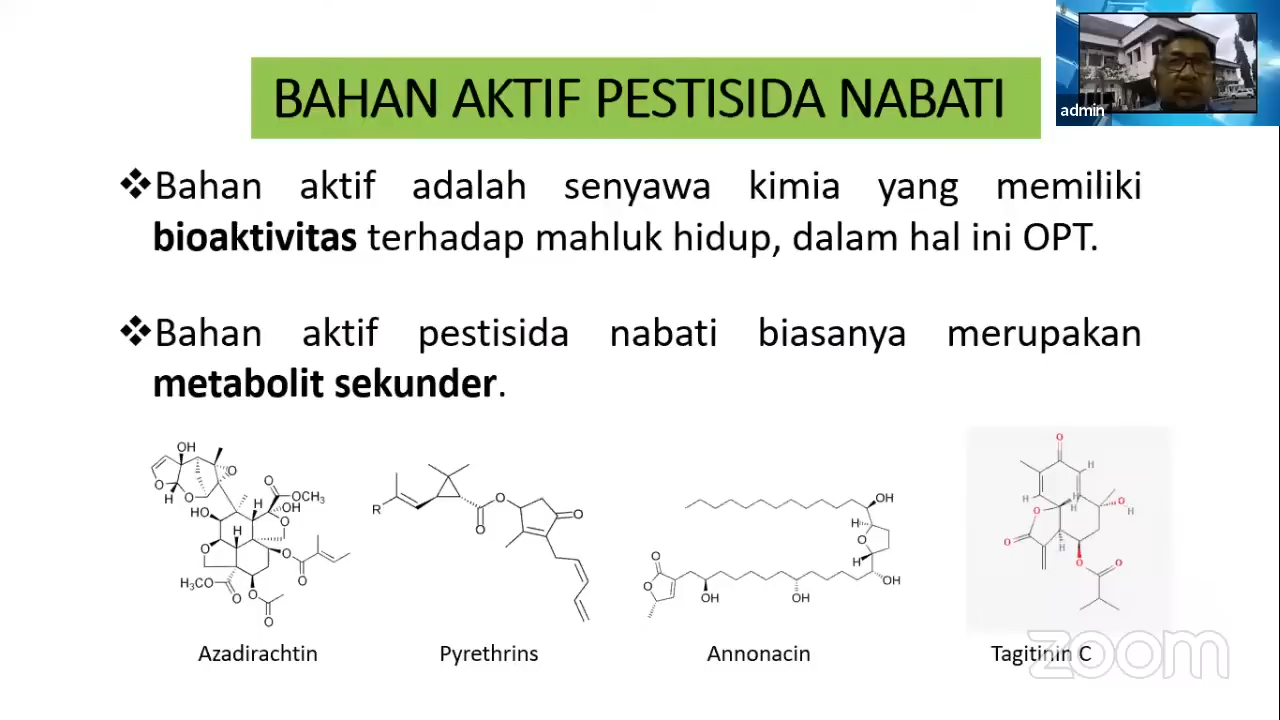 BAHAN AKTIF PESTISIDA NABATI
admin
❖Bahan aktif adalah senyawa kimia yang memiliki
bioaktivitas terhadap mahluk hidup, dalam hal ini OPT.
❖Bahan aktif pestisida nabati biasanya merupakan
metabolit sekunder.
Azadirachtin
Pyrethrins
Annonacin
Tagitinin C
zoom